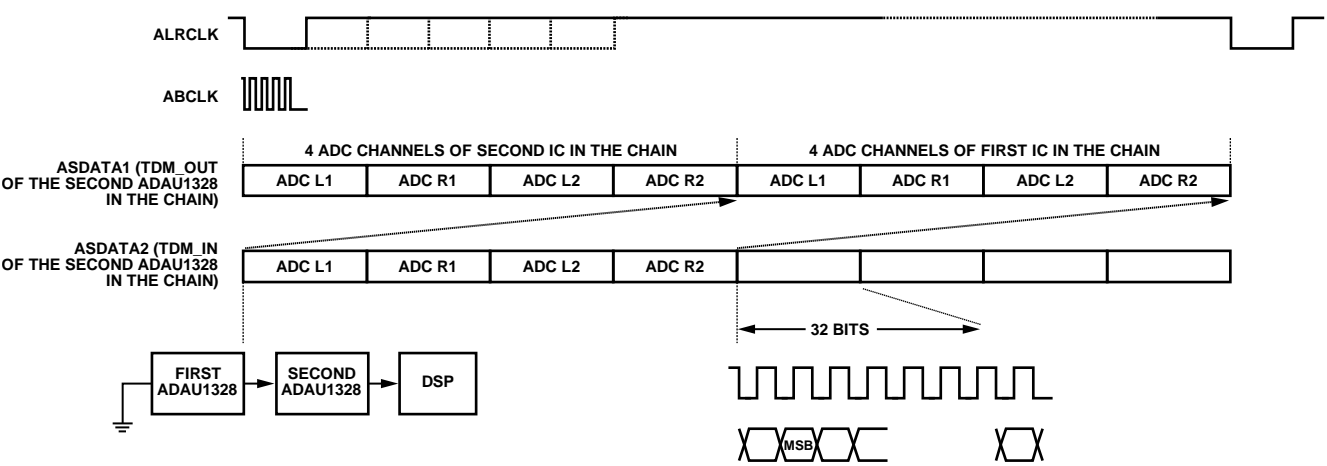 ALRCLK
ABCLK
4 ADC CHANNELS OF SECOND IC IN THE CHAIN
4 ADC CHANNELS OF FIRST IC IN THE CHAIN
ASDATA1 (TDM_OUT
OF THE SECOND ADAU1328
IN THE CHAIN)
ADC L1
ADC R1
ADC L2
ADC R2
ADC L1
ADC R1
ADC L2
ADC R2
ASDATA2 (TDM_IN
OF THE SECOND ADAU1328
IN THE CHAIN)
ADC L1
ADC R1
ADC L2
ADC R2
32 BITS
FIRST
ADAU1328
SECOND
ADAU1328
DSP
MSB